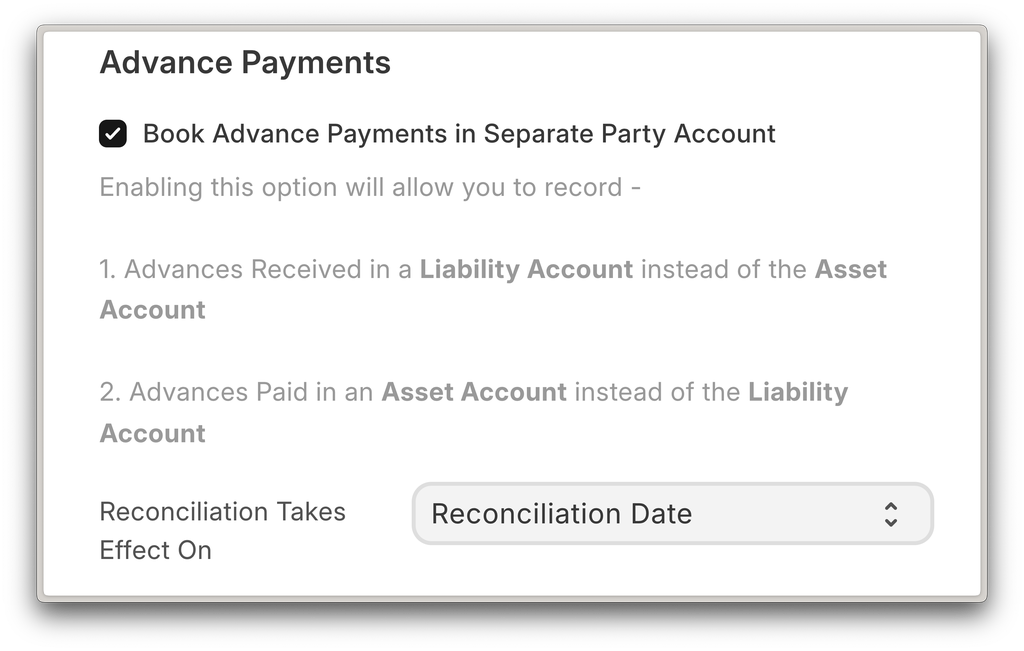 Advance Payments
Book Advance Payments in Separate Party Account
Enabling this option will allow you to record -
1. Advances Received in a Liability Account instead of the Asset
Account
2. Advances Paid in an Asset Account instead of the Liability
Account
Reconciliation Takes
Effect On
Reconciliation Date